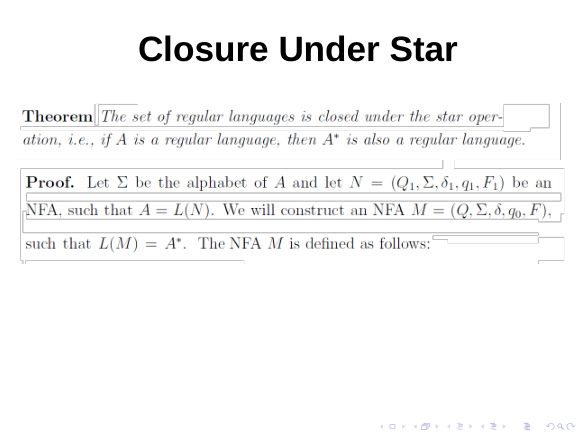 Closure Under Star
Theorem The set of regular languages is closed under the star oper-
ation, i.e., if A is a regular language, then A* is also a regular language.
Proof. Let Σ be the alphabet of A and let N = (Q₁, Σ, δ₁, q₁, F₁) be an
NFA, such that A = L(N). We will construct an NFA M = (Q, Σ, δ, q₀, F),
such that L(M) = A*. The NFA M is defined as follows: